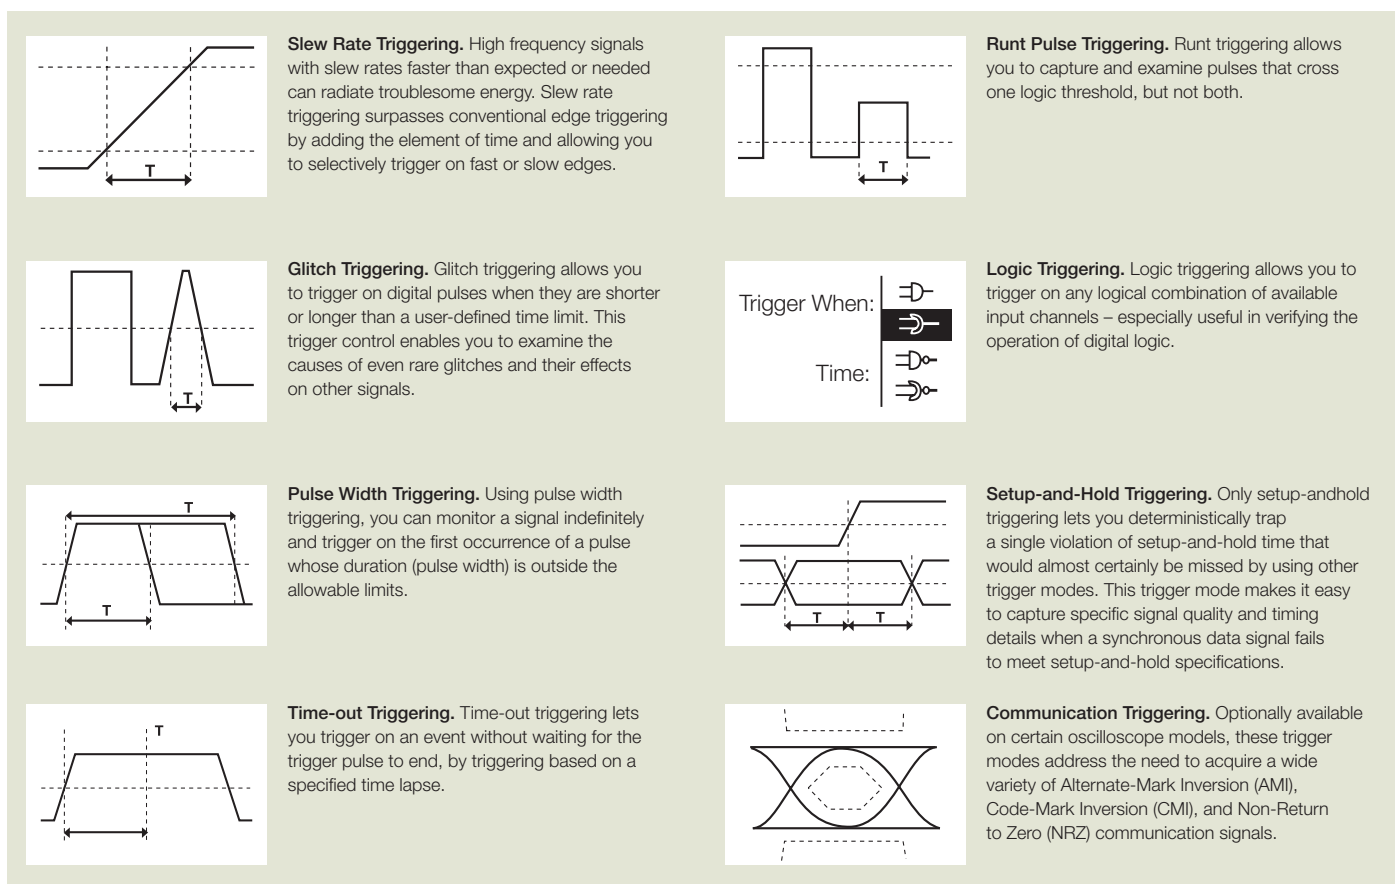 Slew Rate Triggering. High frequency signals
with slew rates faster than expected or needed
can radiate troublesome energy. Slew rate
triggering surpasses conventional edge triggering
by adding the element of time and allowing you
to selectively trigger on fast or slow edges.
T
Runt Pulse Triggering. Runt triggering allows
you to capture and examine pulses that cross
one logic threshold, but not both.
T
Glitch Triggering. Glitch triggering allows you
to trigger on digital pulses when they are shorter
or longer than a user-defined time limit. This
trigger control enables you to examine the
causes of even rare glitches and their effects
on other signals.
T
Trigger When:
Time:
Logic Triggering. Logic triggering allows you to
trigger on any logical combination of available
input channels – especially useful in verifying the
operation of digital logic.
T
T
Pulse Width Triggering. Using pulse width
triggering, you can monitor a signal indefinitely
and trigger on the first occurrence of a pulse
whose duration (pulse width) is outside the
allowable limits.
T T
Setup-and-Hold Triggering. Only setup-andhold
triggering lets you deterministically trap
a single violation of setup-and-hold time that
would almost certainly be missed by using other
trigger modes. This trigger mode makes it easy
to capture specific signal quality and timing
details when a synchronous data signal fails
to meet setup-and-hold specifications.
T
Time-out Triggering. Time-out triggering lets
you trigger on an event without waiting for the
trigger pulse to end, by triggering based on a
specified time lapse.
Communication Triggering. Optionally available
on certain oscilloscope models, these trigger
modes address the need to acquire a wide
variety of Alternate-Mark Inversion (AMI),
Code-Mark Inversion (CMI), and Non-Return
to Zero (NRZ) communication signals.